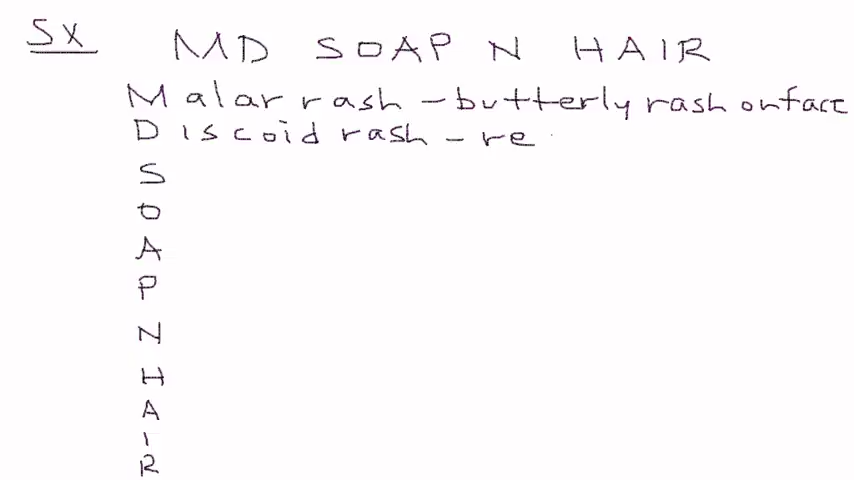 SX MD SOAP N HAIR
Malar rash - butterly rash on face
Discoid rash - re
S
O
A
P
N
H
A
I
R